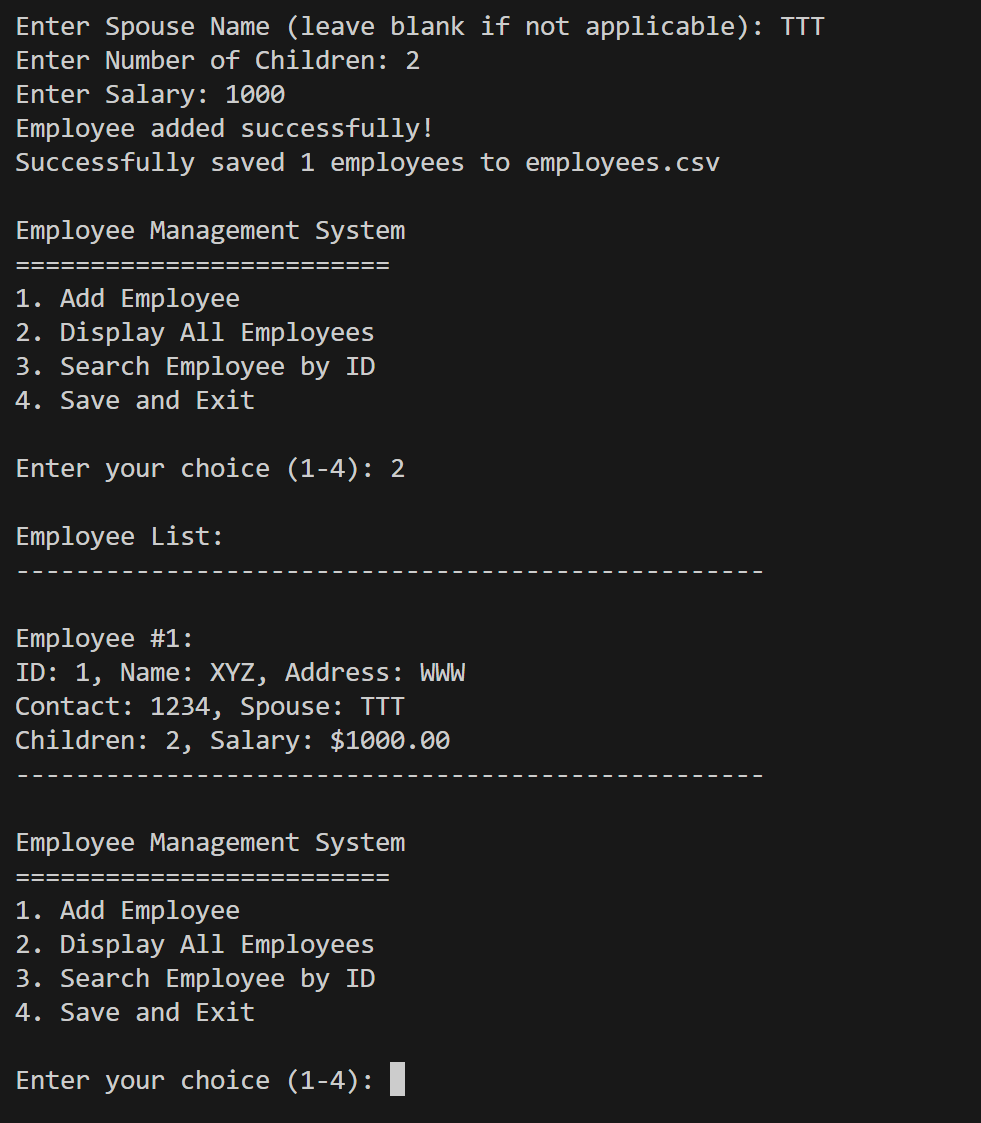 Enter Spouse Name (leave blank if not applicable): TTT
Enter Number of Children: 2
Enter Salary: 1000
Employee added successfully!
Successfully saved 1 employees to employees.csv
Employee Management System
=========================
1. Add Employee
2. Display All Employees
3. Search Employee by ID
4. Save and Exit
Enter your choice (1-4): 2
Employee List:
--------------------------------------------------
Employee #1:
ID: 1, Name: XYZ, Address: WWW
Contact: 1234, Spouse: TTT
Children: 2, Salary: $1000.00
--------------------------------------------------
Employee Management System
=========================
1. Add Employee
2. Display All Employees
3. Search Employee by ID
4. Save and Exit
Enter your choice (1-4):